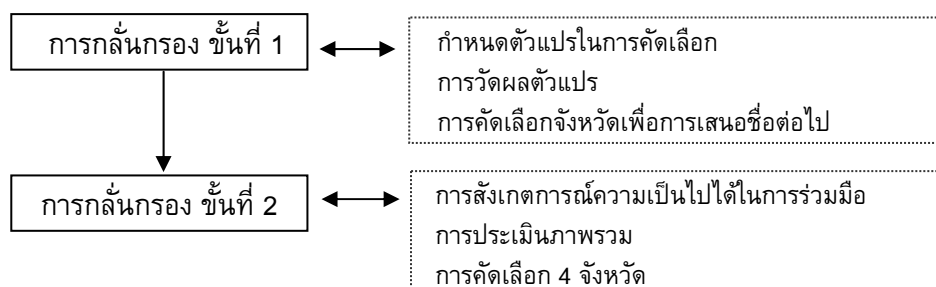 การกลั่นกรอง ขั้นที่ 1
กำหนดตัวแปรในการคัดเลือก
การวัดผลตัวแปร
การคัดเลือกจังหวัดเพื่อการเสนอชื่อต่อไป
การกลั่นกรอง ขั้นที่ 2
การสังเกตการณ์ความเป็นไปได้ในการร่วมมือ
การประเมินภาพรวม
การคัดเลือก 4 จังหวัด